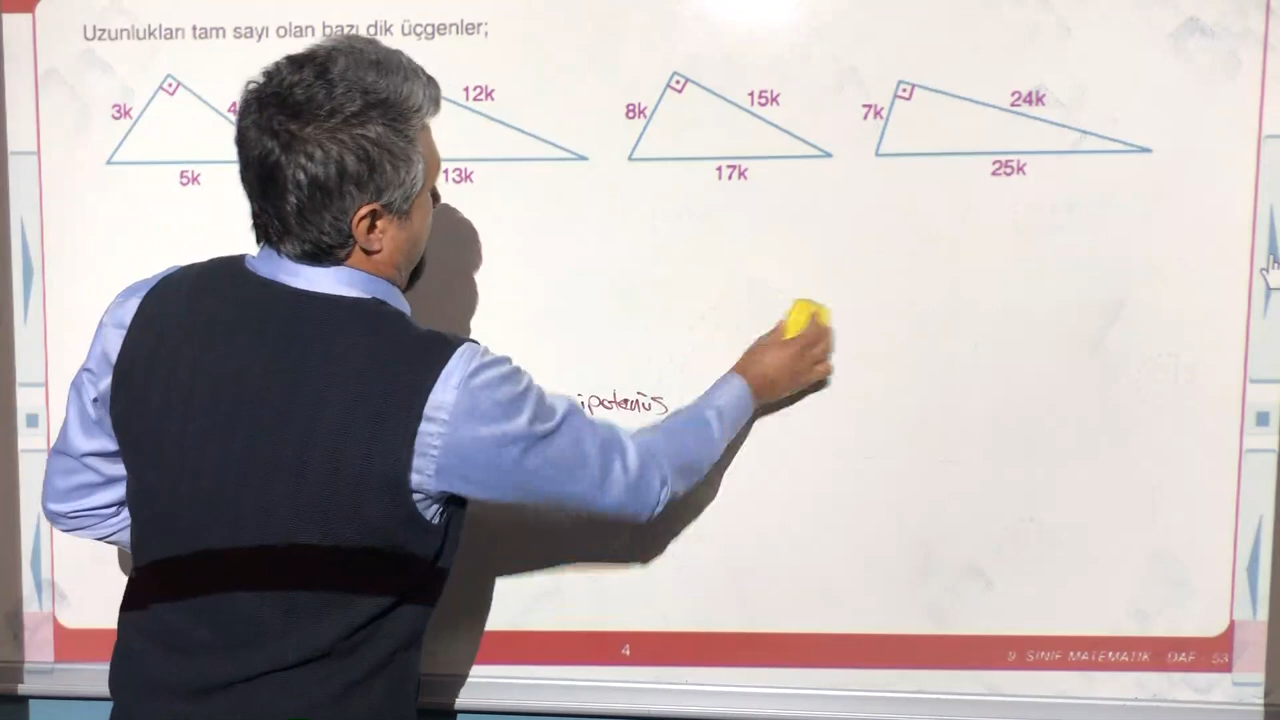 Uzunlukları tam sayı olan bazı dik üçgenler;
3k 4 12k 8k 15k 7k 24k
5k 13k 17k 25k
ipotenüs
4
9. SINIF MATEMATİK DAF - 53